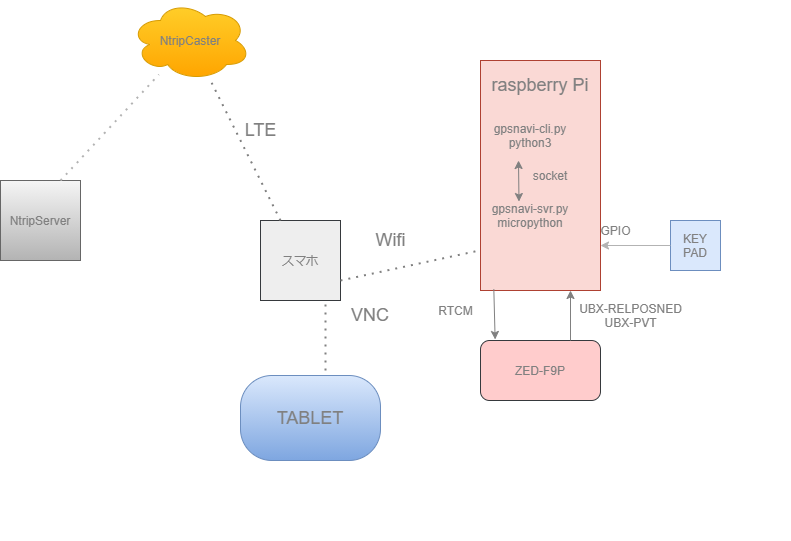 NtripCaster
LTE
NtripServer
スマホ
Wifi
VNC
TABLET
raspberry Pi
gpsnavi-cli.py
python3
socket
gpsnavi-svr.py
micropython
GPIO
KEY
PAD
RTCM
UBX-RELPOSNED
UBX-PVT
ZED-F9P